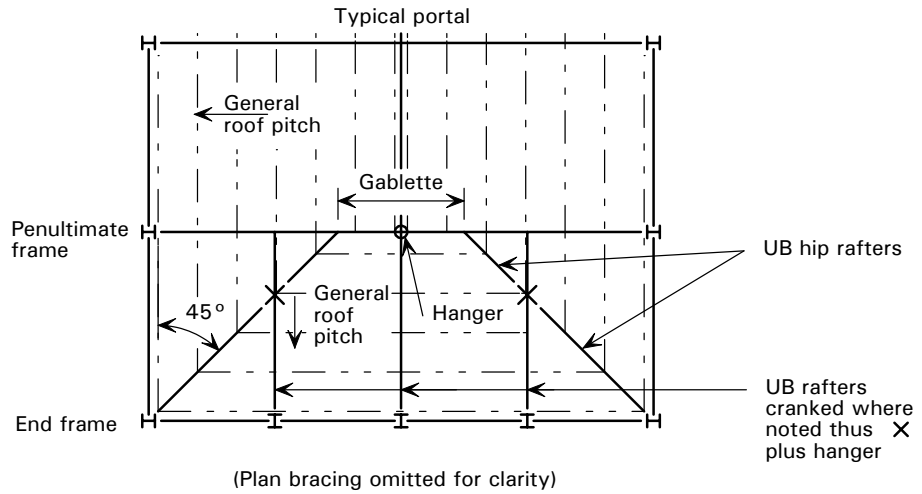 Typical portal
General
roof pitch
Gablette
Penultimate
frame
UB hip rafters
45°
General
roof
pitch
Hanger
UB rafters
cranked where
noted thus ✕
plus hanger
End frame
(Plan bracing omitted for clarity)